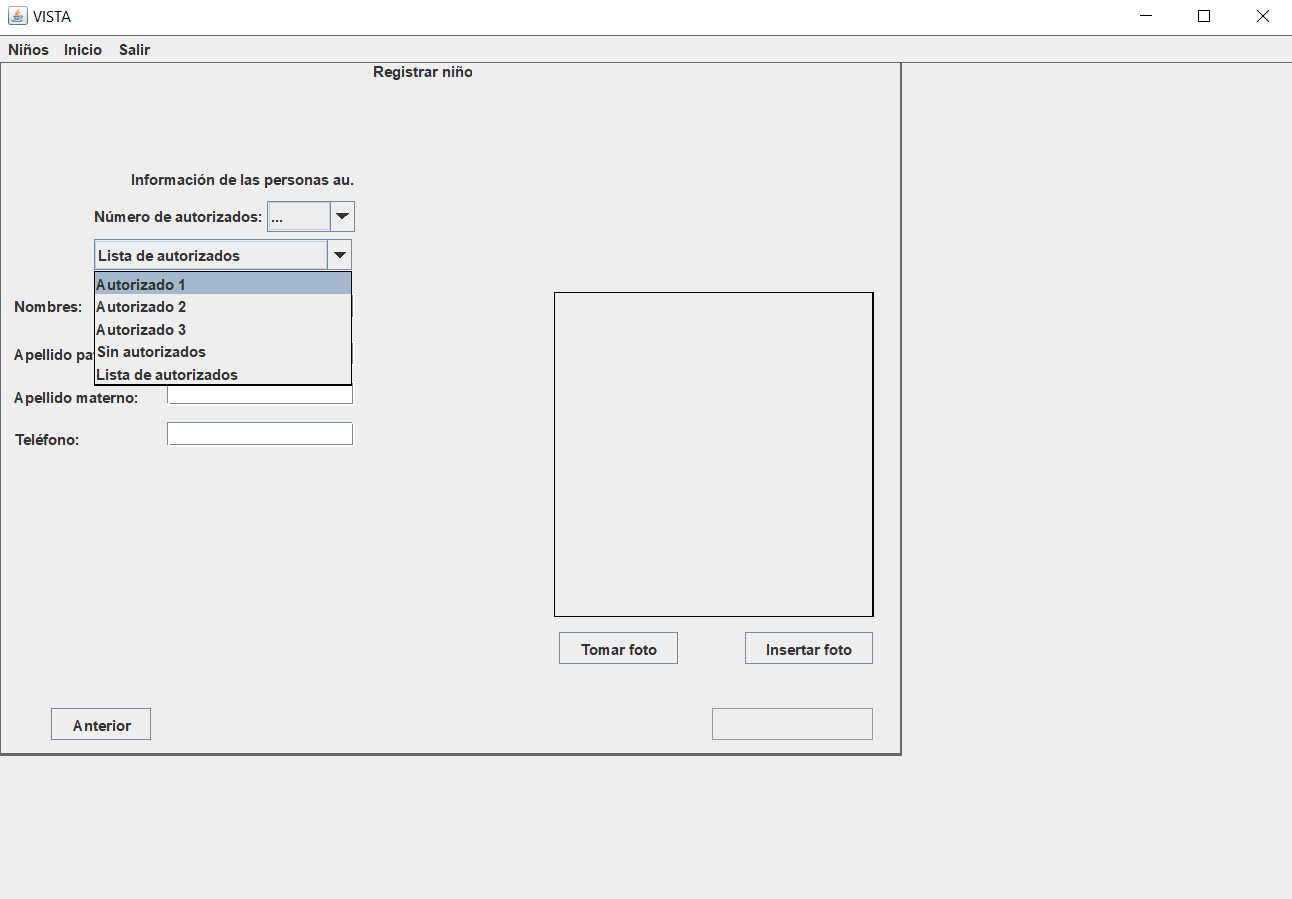 VISTA
Niños Inicio Salir
Registrar niño
Información de las personas au.
Número de autorizados: ...
Lista de autorizados
Autorizado 1
Nombres:
Autorizado 2
Autorizado 3
Apellido pa
Sin autorizados
Lista de autorizados
Apellido materno:
Teléfono:
Tomar foto Insertar foto
Anterior